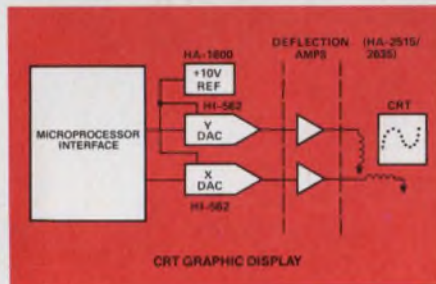 DEFLECTION
AMPS
(HA-2515/
2635)
HA-1600
+10V
REF
HI-562
CRT
MICROPROCESSOR
INTERFACE
Y
DAC
X
DAC
HI-562
CRT GRAPHIC DISPLAY